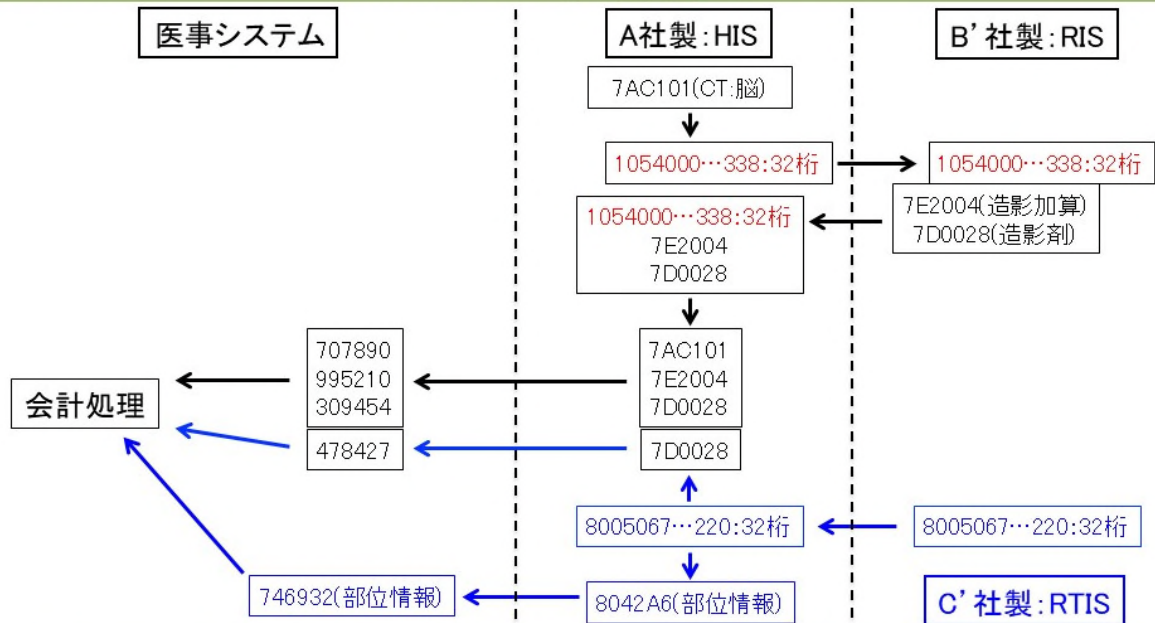 医事システム
A社製：HIS
B’社製：RIS
7AC101(CT:脳)
1054000…338:32桁
1054000…338:32桁
7E2004(造影加算)
7D0028(造影剤)
1054000…338:32桁
7E2004
7D0028
707890
995210
309454
7AC101
7E2004
7D0028
会計処理
478427
7D0028
8005067…220:32桁
8005067…220:32桁
746932(部位情報)
8042A6(部位情報)
C’社製：RTIS